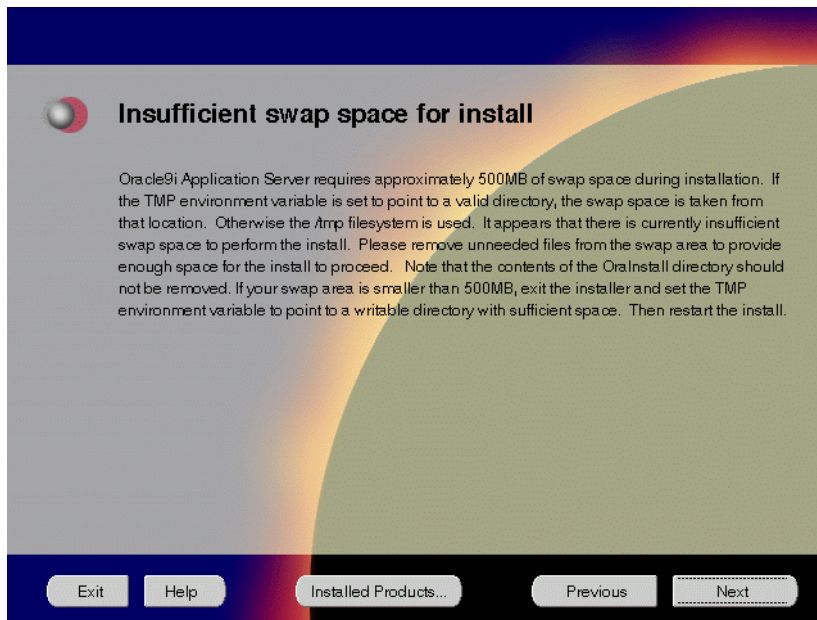 Insufficient swap space for install
Oracle9i Application Server requires approximately 500MB of swap space during installation. If
the TMP environment variable is set to point to a valid directory, the swap space is taken from
that location. Otherwise the /tmp filesystem is used. It appears that there is currently insufficient
swap space to perform the install. Please remove unneeded files from the swap area to provide
enough space for the install to proceed. Note that the contents of the OraInstall directory should
not be removed. If your swap area is smaller than 500MB, exit the installer and set the TMP
environment variable to point to a writable directory with sufficient space. Then restart the install.
Exit Help Installed Products... Previous Next